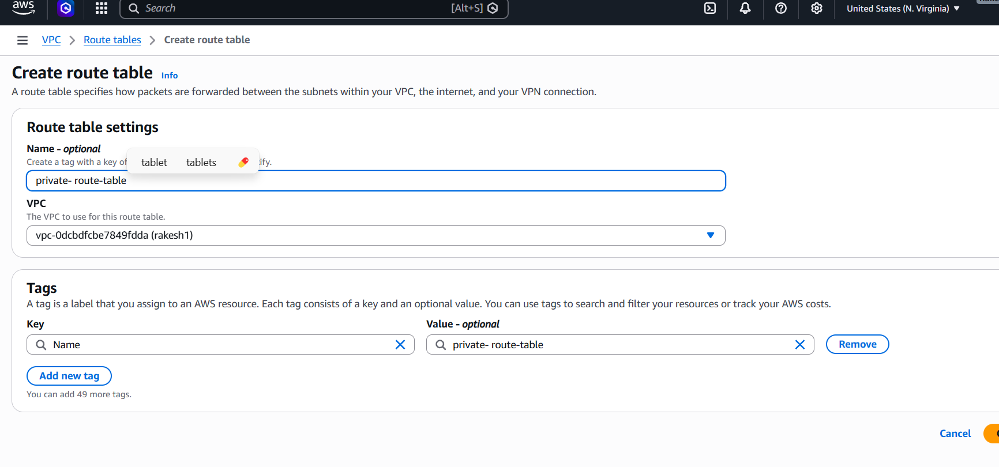 aws
Search [Alt+S]
United States (N. Virginia)
VPC Route tables Create route table
Create route table Info
A route table specifies how packets are forwarded between the subnets within your VPC, the internet, and your VPN connection.
Route table settings
Name - optional
tablet tablets
Create a tag with a key of ify.
private- route-table
VPC
The VPC to use for this route table.
vpc-0dcbdfcbe7849fdda (rakesh1)
Tags
A tag is a label that you assign to an AWS resource. Each tag consists of a key and an optional value. You can use tags to search and filter your resources or track your AWS costs.
Key Value - optional
Name private- route-table Remove
Add new tag
You can add 49 more tags.
Cancel